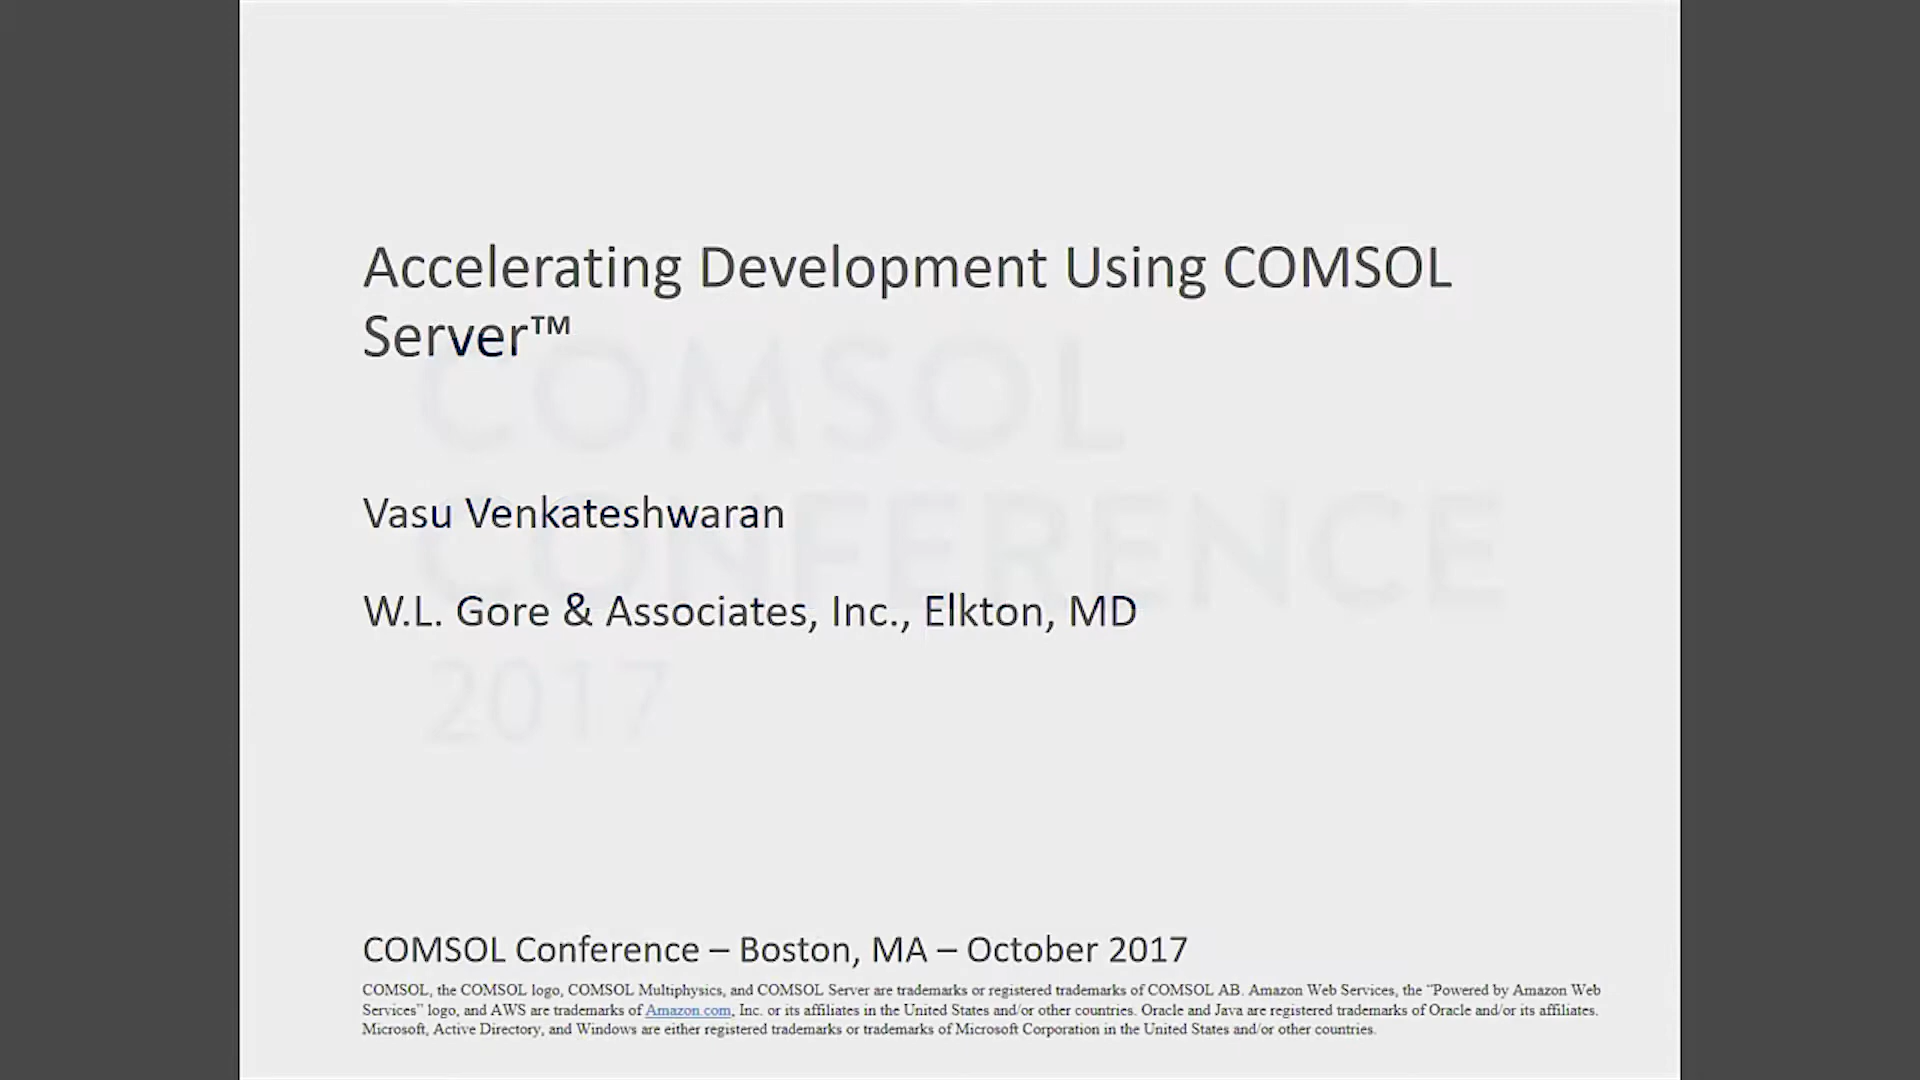 Accelerating Development Using COMSOL
Server™
COMSOL
Vasu Venkateshwaran
CONFERENCE
W.L. Gore & Associates, Inc., Elkton, MD
2017
COMSOL Conference – Boston, MA – October 2017
COMSOL, the COMSOL logo, COMSOL Multiphysics, and COMSOL Server are trademarks or registered trademarks of COMSOL AB. Amazon Web Services, the “Powered by Amazon Web
Services” logo, and AWS are trademarks of Amazon.com, Inc. or its affiliates in the United States and/or other countries. Oracle and Java are registered trademarks of Oracle and/or its affiliates.
Microsoft, Active Directory, and Windows are either registered trademarks or trademarks of Microsoft Corporation in the United States and/or other countries.